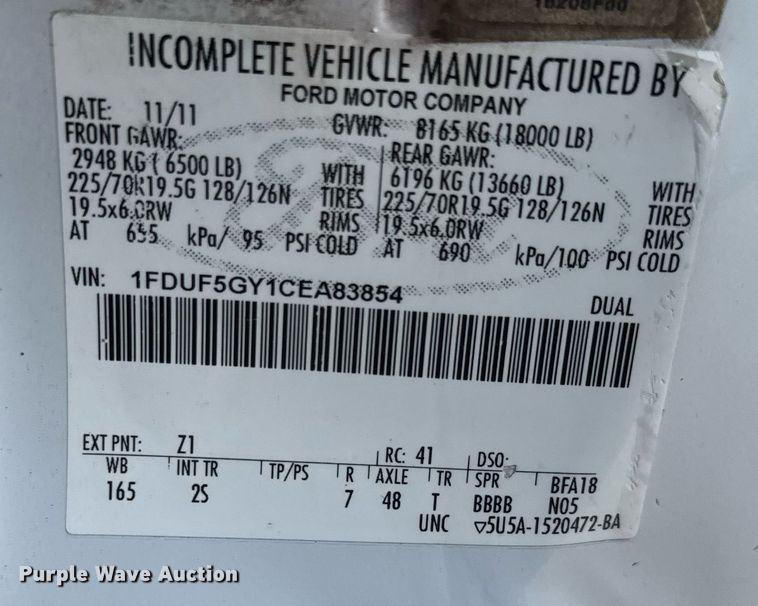 INCOMPLETE VEHICLE MANUFACTURED BY
FORD MOTOR COMPANY
DATE: 11/11 GVWR: 8165 KG (18000 LB)
FRONT GAWR: REAR GAWR:
2948 KG ( 6500 LB) WITH 6196 KG (13660 LB) WITH
225/70R19.5G 128/126N TIRES 225/70R19.5G 128/126N TIRES
19.5x6.0RW RIMS 19.5x6.0RW RIMS
AT 655 kPa/ 95 PSI COLD AT 690 kPa/100 PSI COLD
VIN: 1FDUF5GY1CEA83854
DUAL
EXT PNT: Z1 RC: 41 DSO:
WB INT TR TP/PS R AXLE TR SPR BFA18
165 2S 7 48 T BBBB N05
UNC ▽5U5A-1520472-BA
Purple Wave Auction